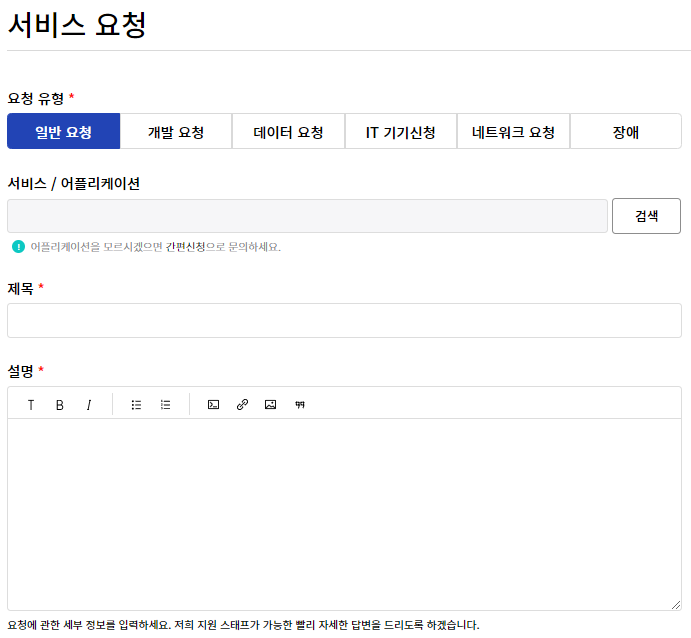 서비스 요청
요청 유형 *
일반 요청 개발 요청 데이터 요청 IT 기기신청 네트워크 요청 장애
서비스 / 어플리케이션
검색
! 어플리케이션을 모르시겠으면 간편신청으로 문의하세요.
제목 *
설명 *
T B I
요청에 관한 세부 정보를 입력하세요. 저희 지원 스태프가 가능한 빨리 자세한 답변을 드리도록 하겠습니다.